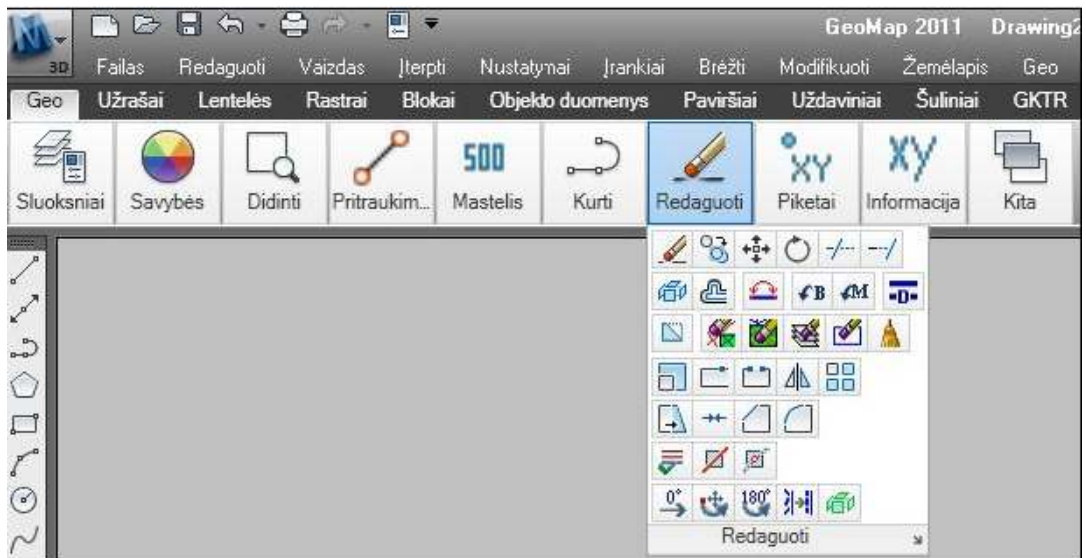 GeoMap 2011 Drawing2
3D Failas Redaguoti Vaizdas Įterpti Nustatymai Įrankiai Brėžti Modifikuoti Žemėlapis Geo
Geo Užrašai Lentelės Rastrai Blokai Objekto duomenys Paviršiai Uždaviniai Šuliniai GKTR
500 XY XY
Sluoksniai Savybės Didinti Pritraukim... Mastelis Kurti Redaguoti Piketai Informacija Kita
B M D
0° 180°
Redaguoti